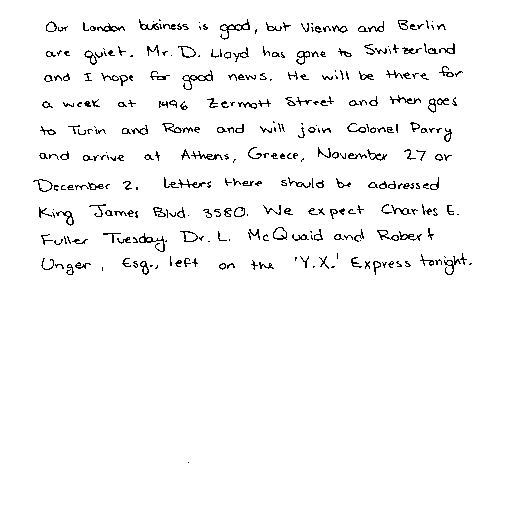 Our London business is good, but Vienna and Berlin
are quiet. Mr. D. Lloyd has gone to Switzerland
and I hope for good news. He will be there for
a week at 1496 Zermott Street and then goes
to Turin and Rome and will join Colonel Parry
and arrive at Athens, Greece, November 27 or
December 2. Letters there should be addressed
King James Blvd. 3580. We expect Charles E.
Fuller Tuesday. Dr. L. McQuaid and Robert
Unger, Esq., left on the 'Y.X.' Express tonight.